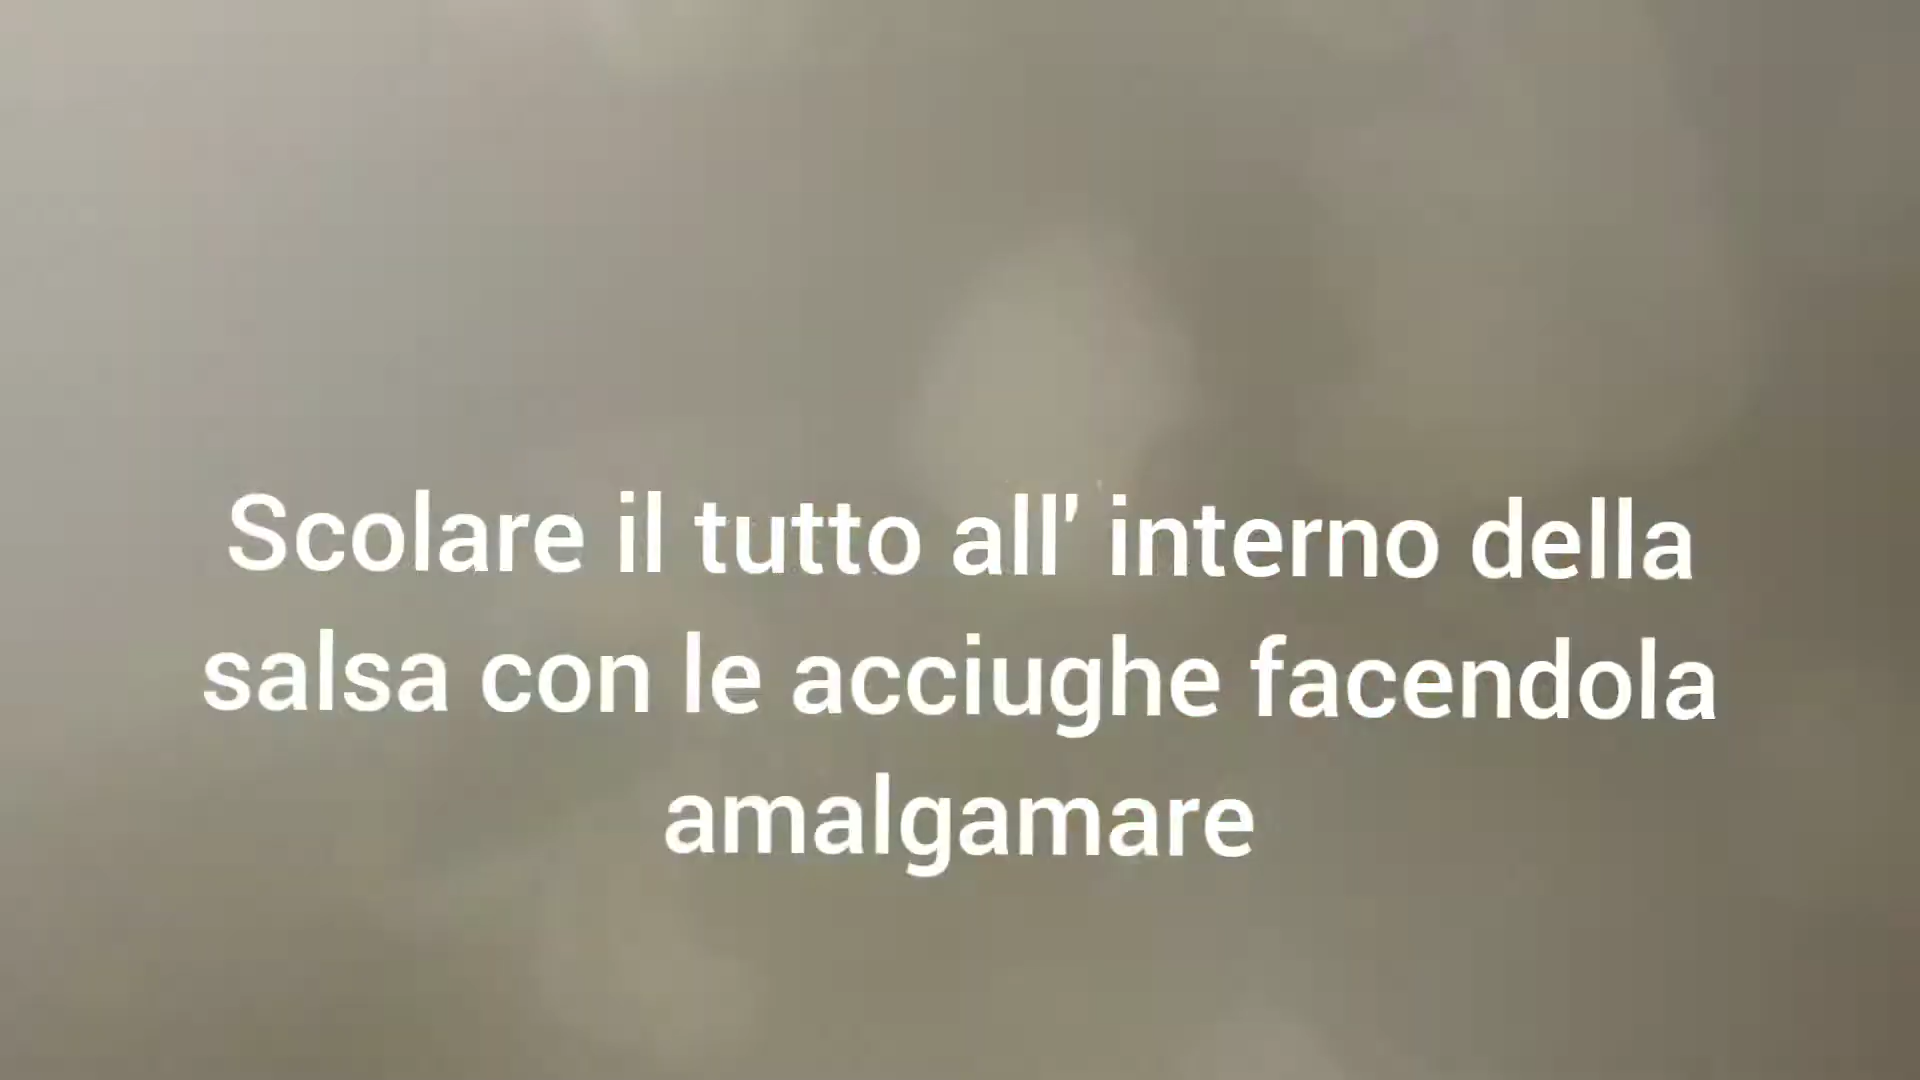 Scolare il tutto all' interno della
salsa con le acciughe facendola
amalgamare